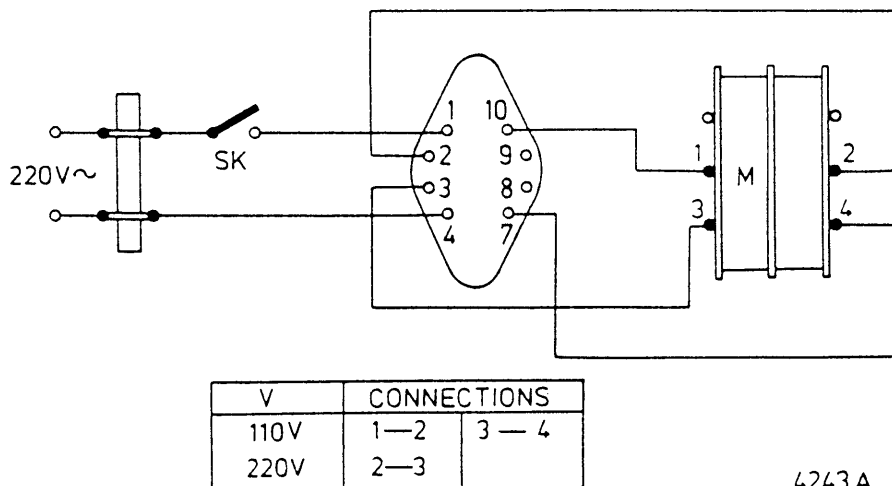 1 10
SK
2 9
1 2
220V~
M
3 8
3 4
4 7
V CONNECTIONS
110V 1—2 3—4
220V 2—3
4243 A